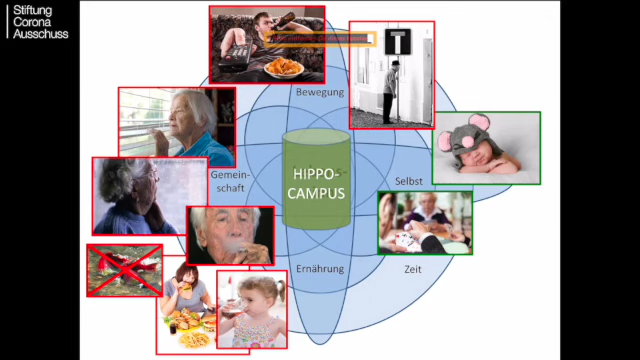 Stiftung
Corona
Ausschuss
T
Bewegung
Gemein-
schaft
HIPPO-
CAMPUS
Selbst
Ernährung
Zeit